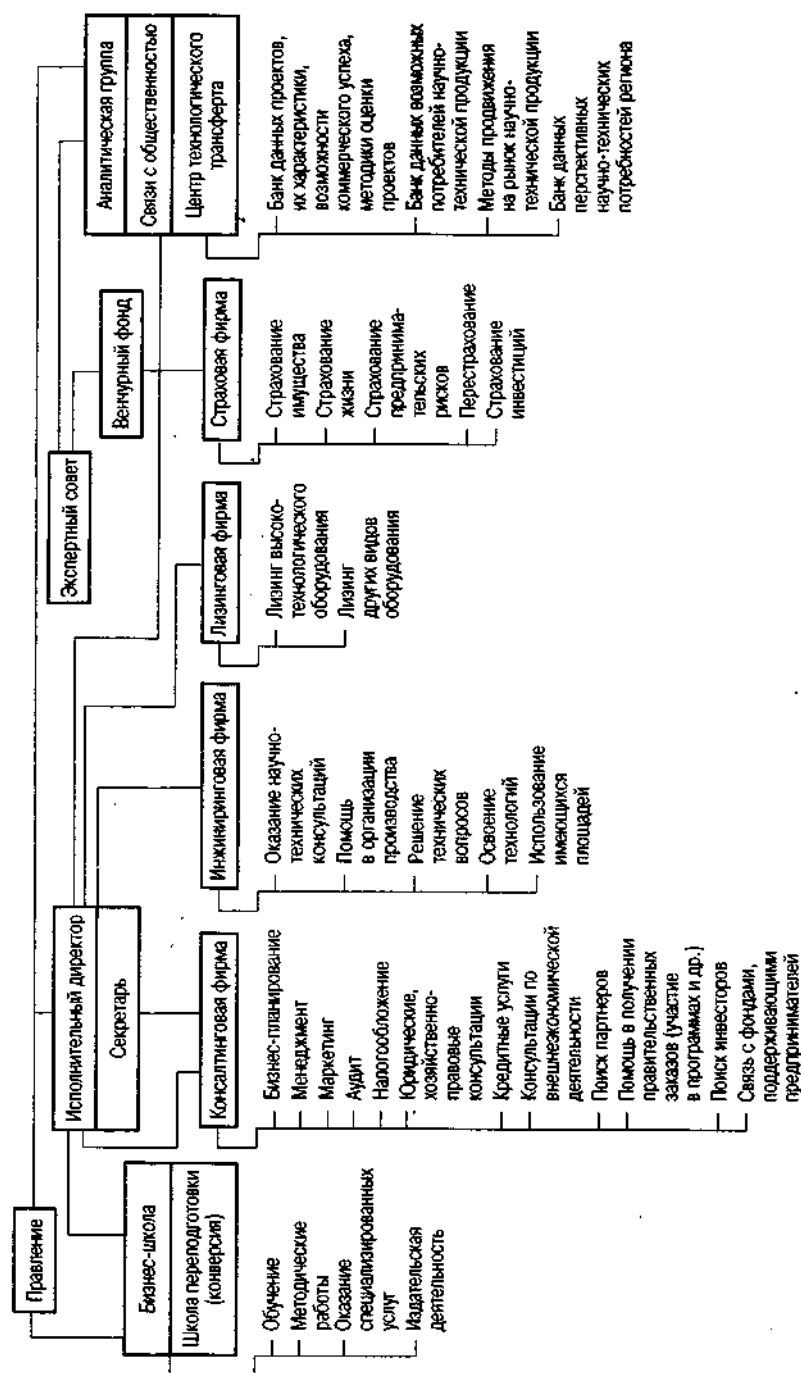 Правление
Экспертный совет
Исполнительный директор
Секретарь
Венчурный фонд
Аналитическая группа
Связи с общественностью
Центр технологического
трансферта
Бизнес-школа
Школа переподготовки
(конверсия)
Консалтинговая фирма
Инжиниринговая фирма
Лизинговая фирма
Страховая фирма
Обучение
Методические
работы
Оказание
специализированных
услуг
Издательская
деятельность
Бизнес-планирование
Менеджмент
Маркетинг
Аудит
Налогообложение
Юридические,
хозяйственно-
правовые
консультации
Кредитные услуги
Консультации по
внешнеэкономической
деятельности
Поиск партнеров
Помощь в получении
правительственных
заказов (участие
в программах и др.)
Поиск инвесторов
Связь с фондами,
поддерживающими
предпринимателей
Оказание научно-
технических
консультаций
Помощь
в организации
производства
Решение
технических
вопросов
Освоение
технологий
Использование
имеющихся
площадей
Лизинг высоко-
технологического
оборудования
Лизинг
других видов
оборудования
Страхование
имущества
Страхование
жизни
Страхование
предпринима-
тельских
рисков
Перестрахование
Страхование
инвестиций
Банк данных проектов,
их характеристики,
возможности
коммерческого успеха,
методики оценки
проектов
Банк данных возможных
потребителей научно-
технической продукции
Методы продвижения
на рынок научно-
технической продукции
Банк данных
перспективных
научно-технических
потребностей региона